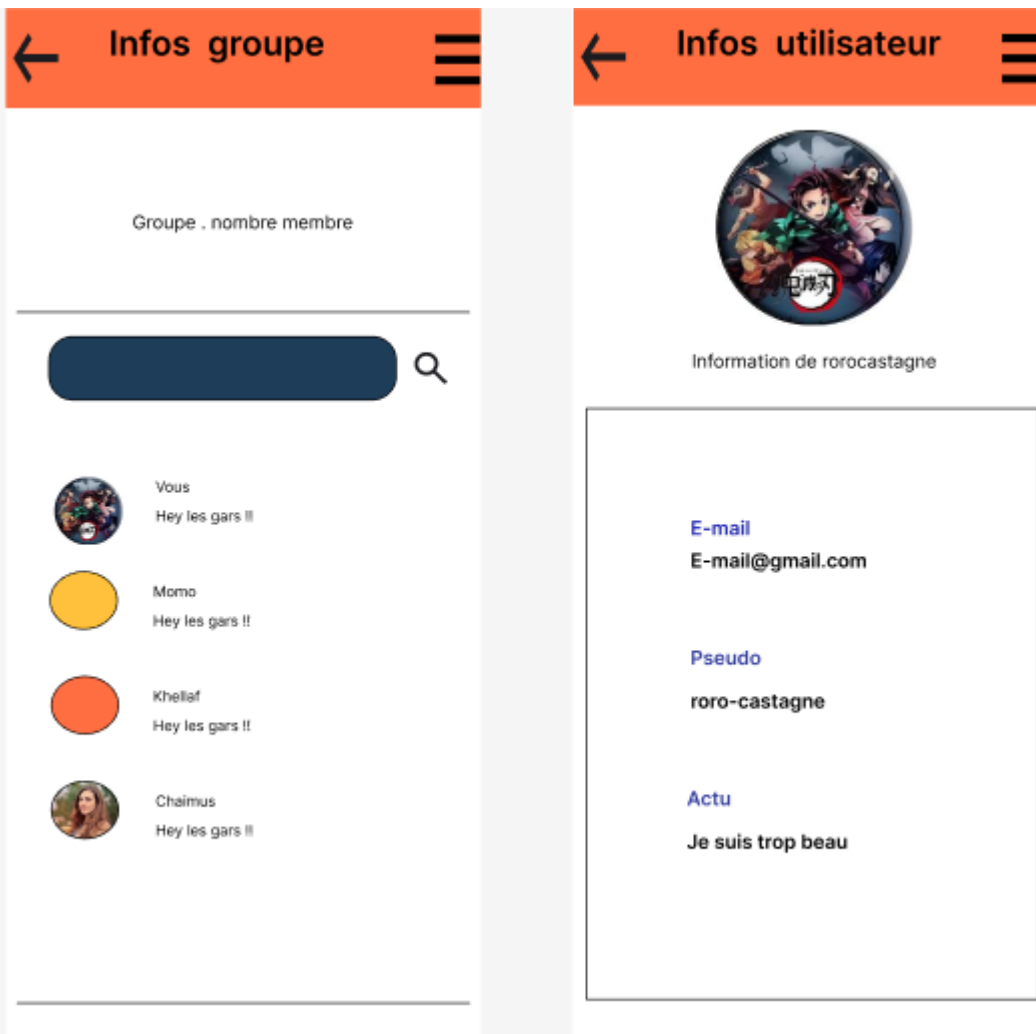 Infos groupe
Groupe . nombre membre
Vous
Hey les gars !!
Momo
Hey les gars !!
Khellaf
Hey les gars !!
Chaimus
Hey les gars !!
Infos utilisateur
Information de rorocastagne
E-mail
E-mail@gmail.com
Pseudo
roro-castagne
Actu
Je suis trop beau